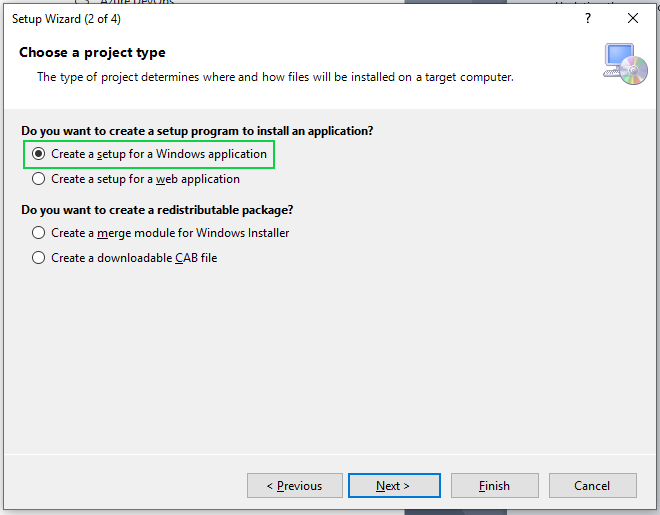 Azure DevOps
Setup Wizard (2 of 4)
?
Choose a project type
The type of project determines where and how files will be installed on a target computer.
Do you want to create a setup program to install an application?
Create a setup for a Windows application
Create a setup for a web application
Do you want to create a redistributable package?
Create a merge module for Windows Installer
Create a downloadable CAB file
< Previous
Next >
Finish
Cancel